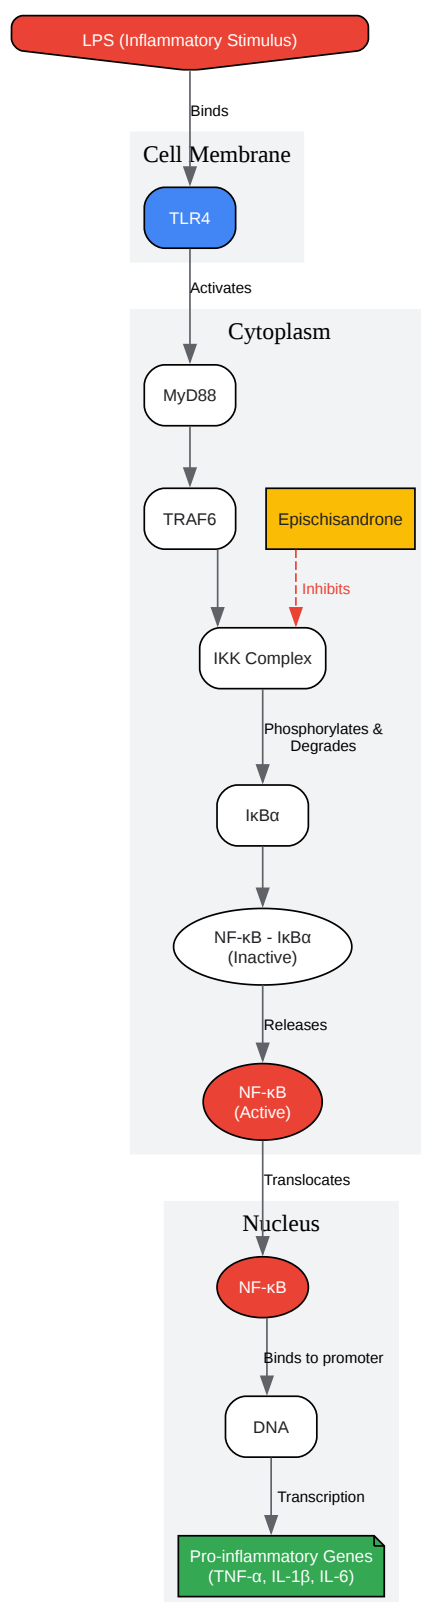 LPS (Inflammatory Stimulus)
Binds
Cell Membrane
TLR4
Activates
Cytoplasm
MyD88
TRAF6
Epischisandrone
Inhibits
IKK Complex
Phosphorylates &
Degrades
IκBα
NF-κB - IκBα
(Inactive)
Releases
NF-κB
(Active)
Translocates
Nucleus
NF-κB
Binds to promoter
DNA
Transcription
Pro-inflammatory Genes
(TNF-α, IL-1β, IL-6)